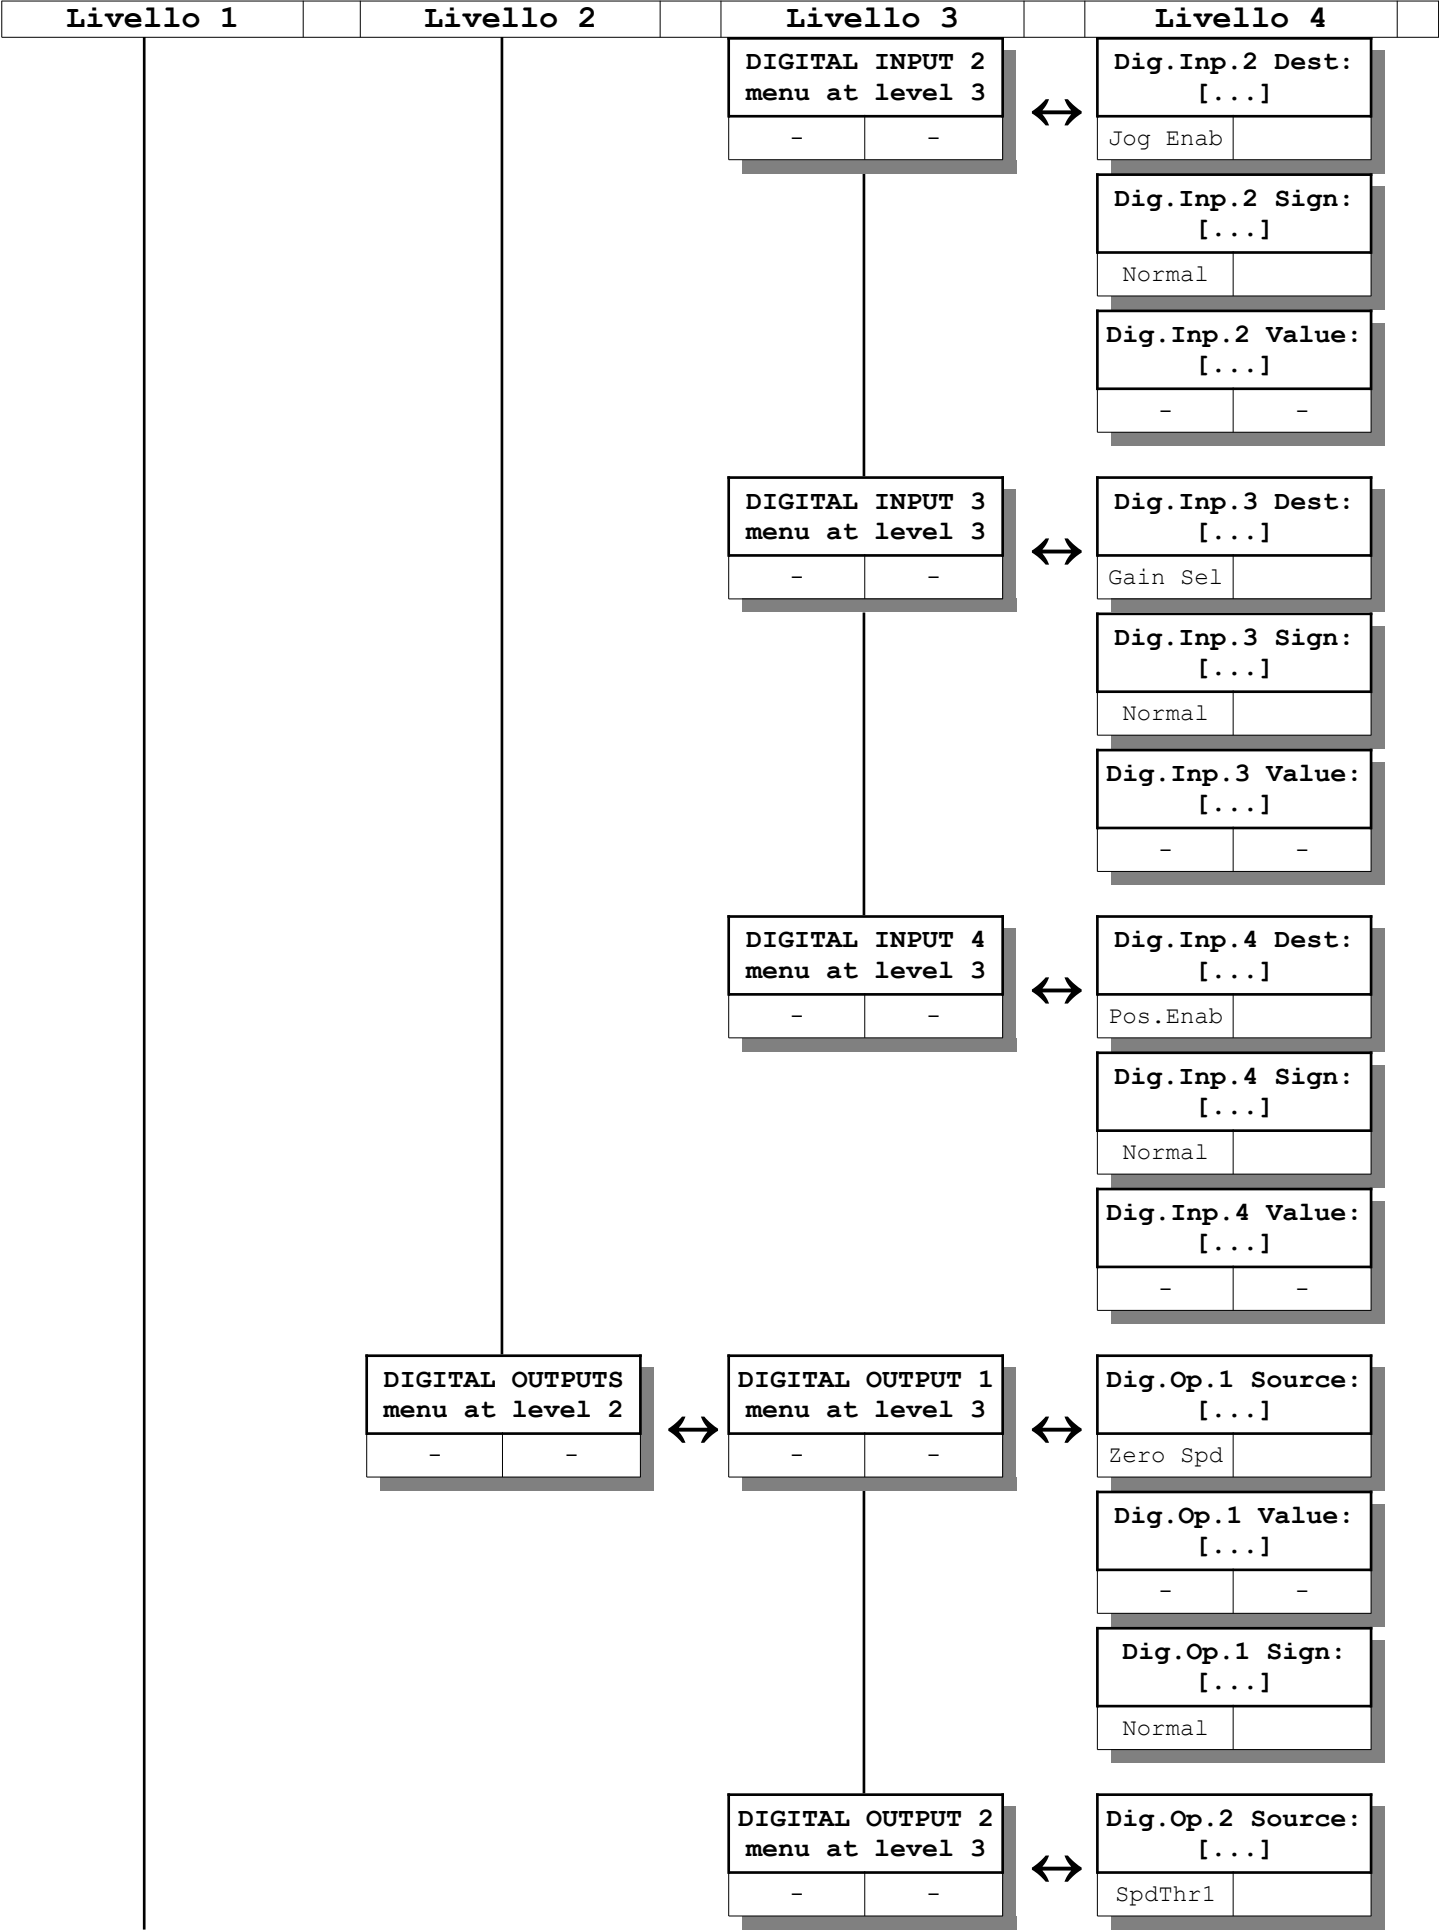 Livello 1 Livello 2 Livello 3 Livello 4
DIGITAL INPUT 2
menu at level 3
- -
Dig.Inp.2 Dest:
[...]
Jog Enab
Dig.Inp.2 Sign:
[...]
Normal
Dig.Inp.2 Value:
[...]
- -
DIGITAL INPUT 3
menu at level 3
- -
Dig.Inp.3 Dest:
[...]
Gain Sel
Dig.Inp.3 Sign:
[...]
Normal
Dig.Inp.3 Value:
[...]
- -
DIGITAL INPUT 4
menu at level 3
- -
Dig.Inp.4 Dest:
[...]
Pos.Enab
Dig.Inp.4 Sign:
[...]
Normal
Dig.Inp.4 Value:
[...]
- -
DIGITAL OUTPUTS
menu at level 2
- -
DIGITAL OUTPUT 1
menu at level 3
- -
Dig.Op.1 Source:
[...]
Zero Spd
Dig.Op.1 Value:
[...]
- -
Dig.Op.1 Sign:
[...]
Normal
DIGITAL OUTPUT 2
menu at level 3
- -
Dig.Op.2 Source:
[...]
SpdThr1